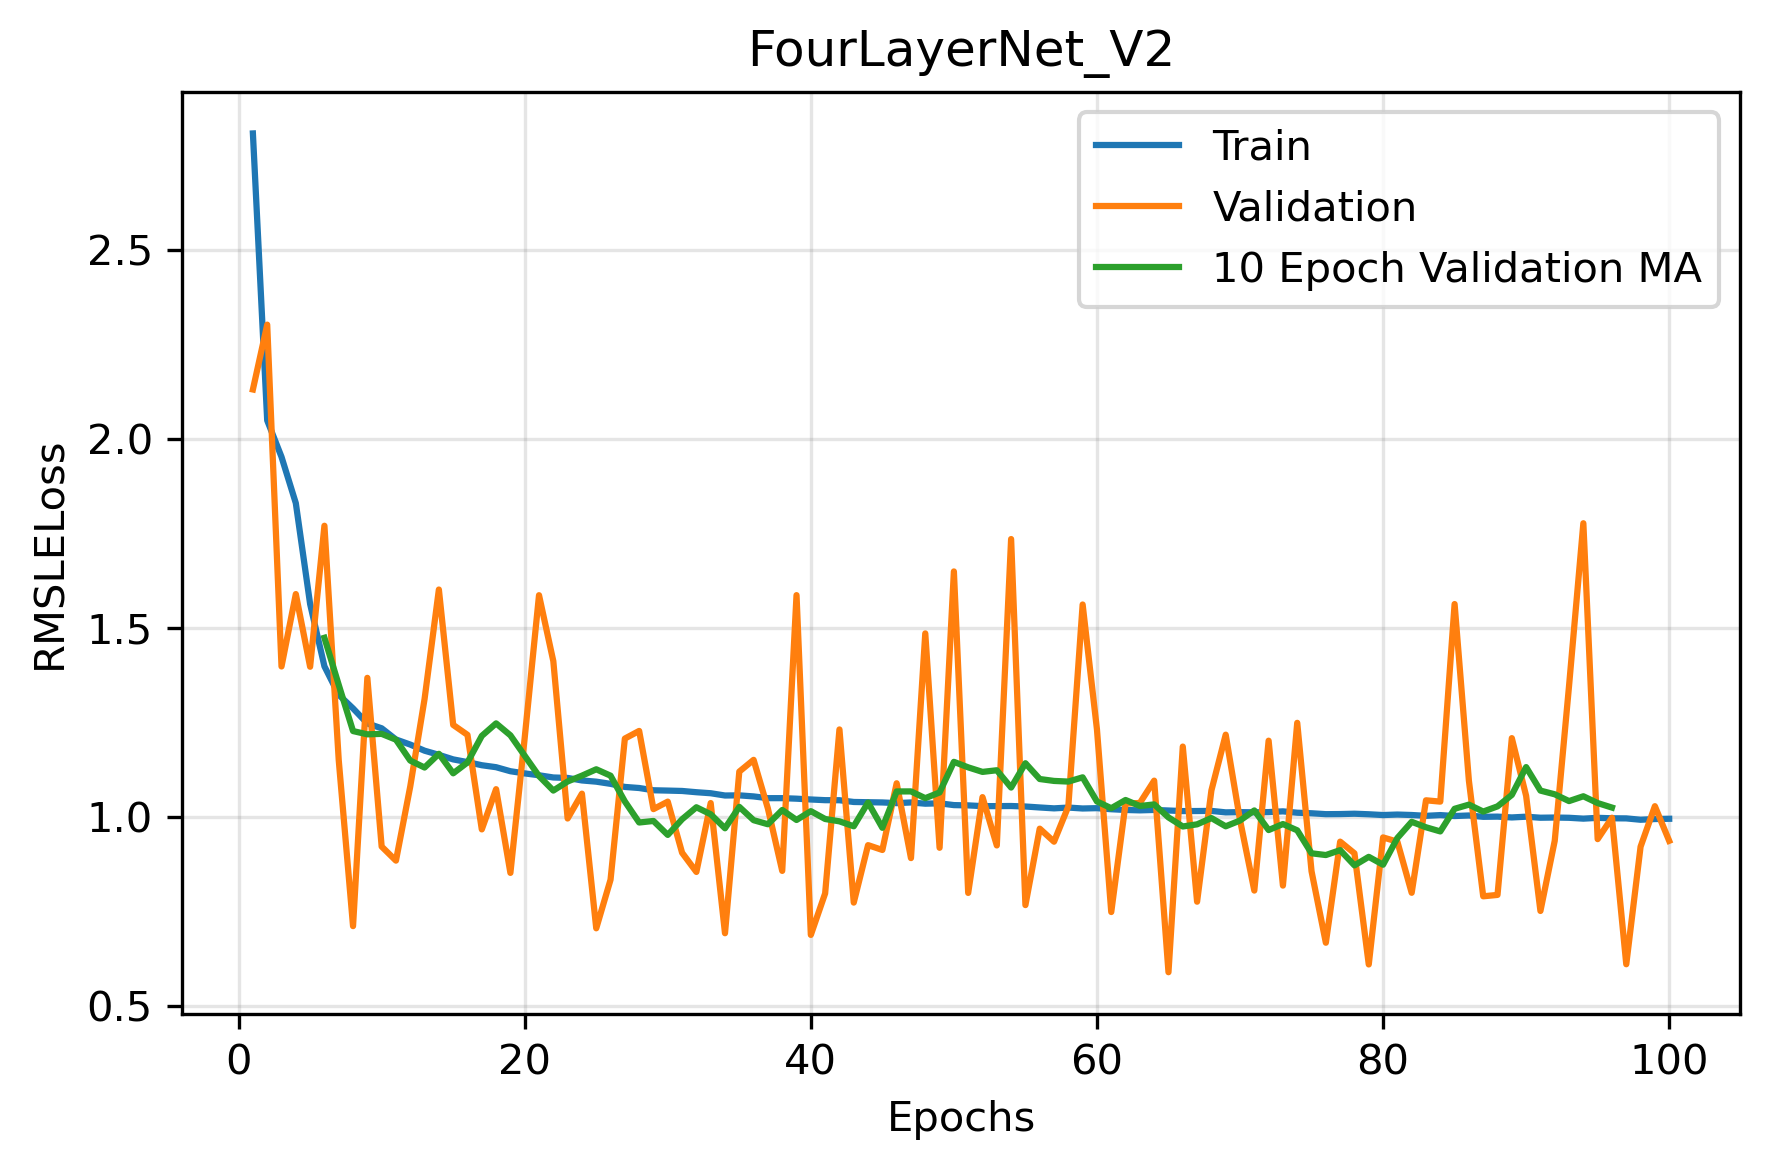 FourLayerNet_V2
Train
Validation
10 Epoch Validation MA
RMSLELoss
2.5
2.0
1.5
1.0
0.5
0 20 40 60 80 100
Epochs